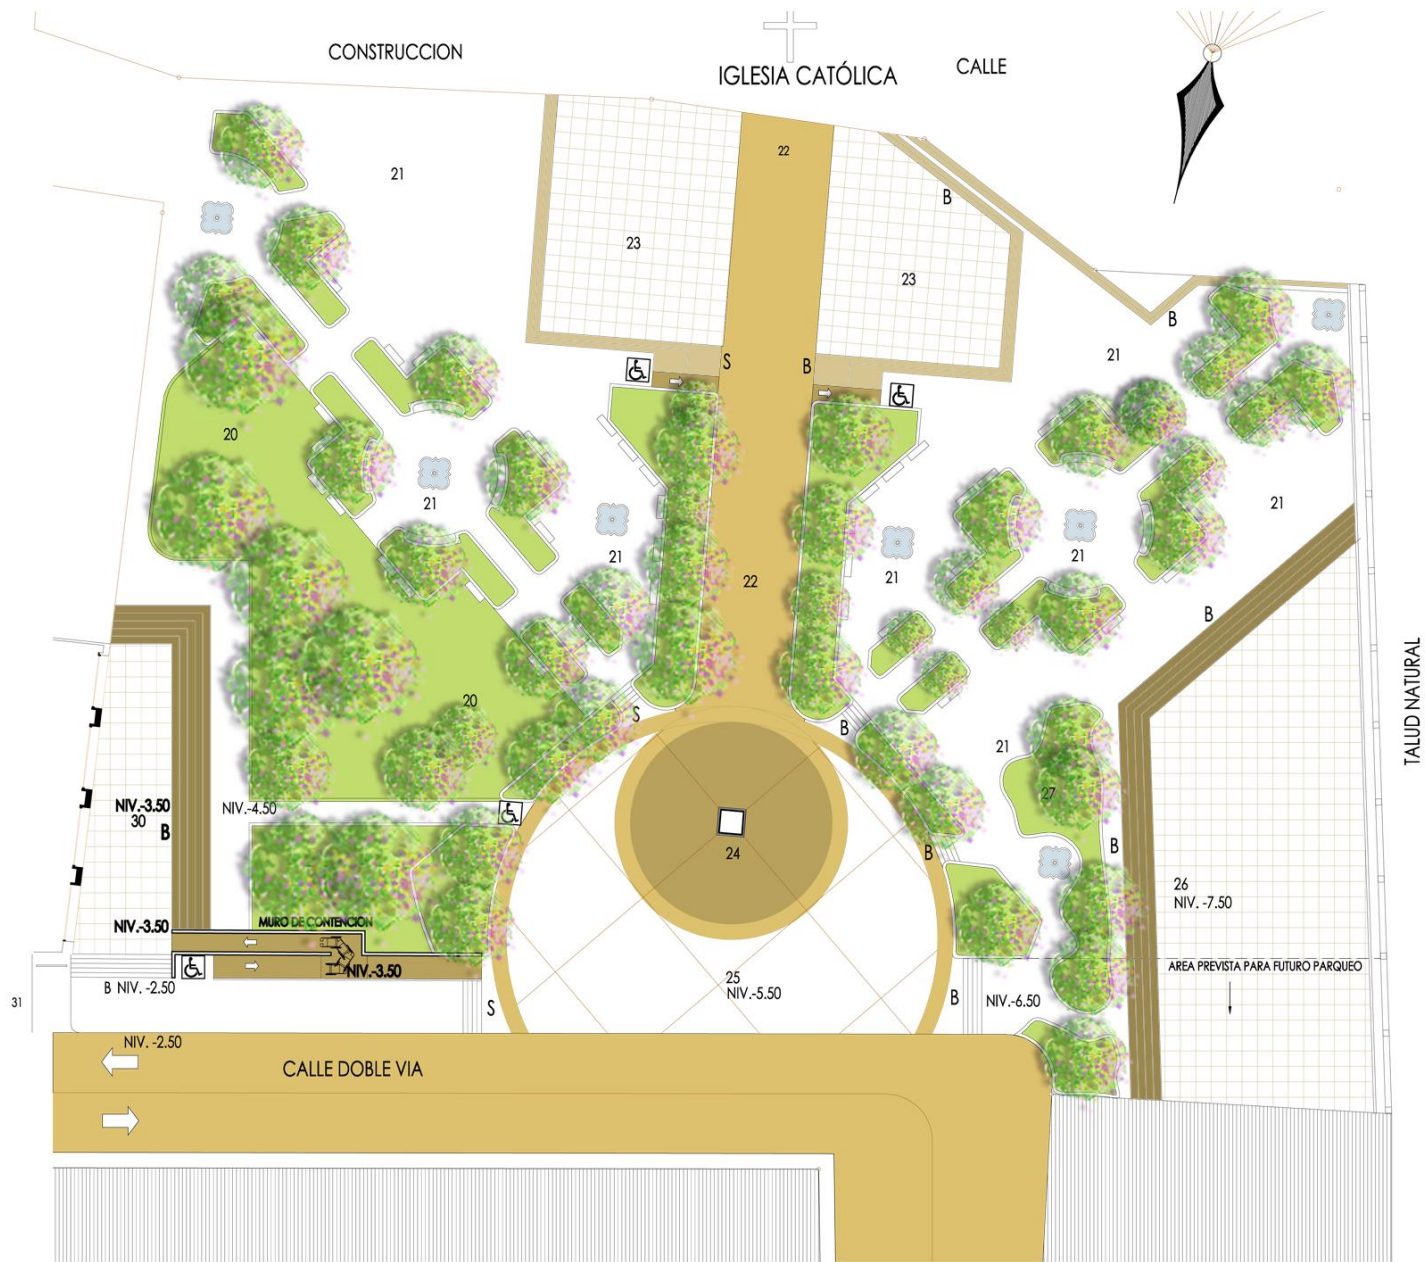 CONSTRUCCION
IGLESIA CATÓLICA
CALLE
22
21
B
23
23
B
21
S
B
20
21
21
21
21
21
22
B
TALUD NATURAL
20
S
B
21
27
NIV.-3.50
30
B
NIV.-4.50
24
B
B
26
NIV. -7.50
NIV.-3.50
MURO DE CONTENCION
NIV.-3.50
AREA PREVISTA PARA FUTURO PARQUEO
25
NIV.-5.50
B NIV. -2.50
31
S
B
NIV.-6.50
NIV. -2.50
CALLE DOBLE VIA